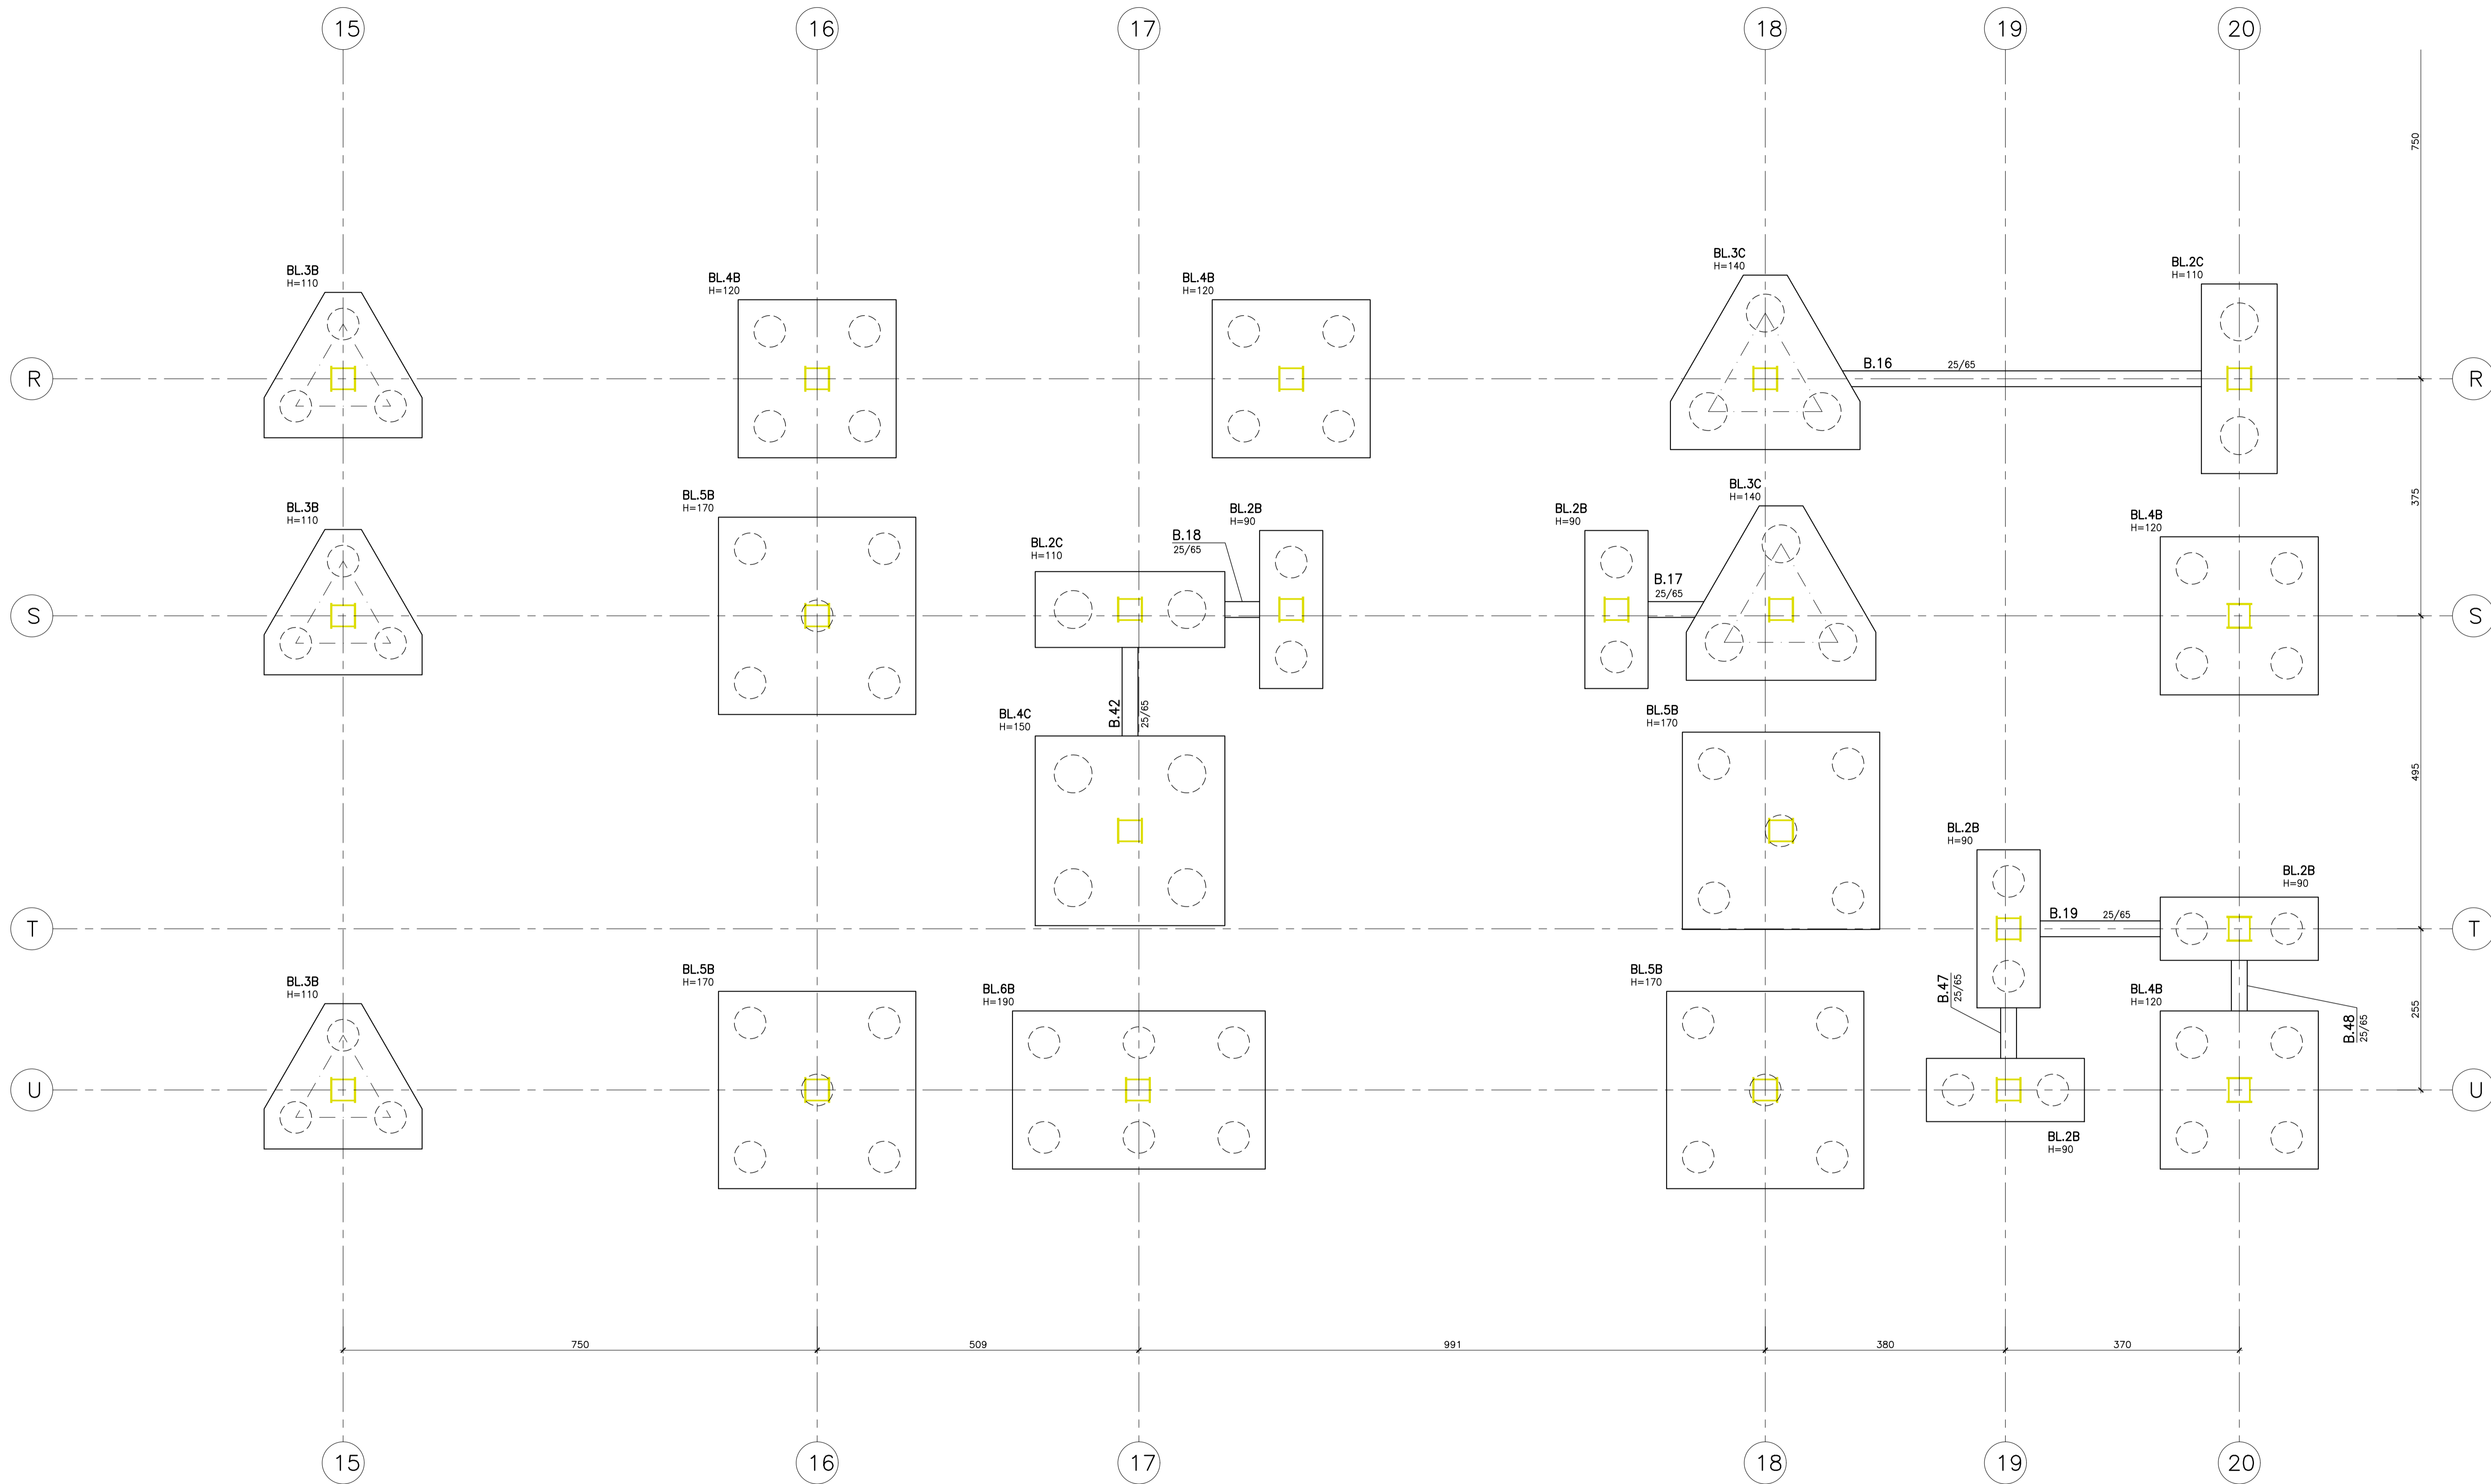 15
16
17
18
19
20
750
BL.3C
H=140
BL.2C
H=110
BL.3B
H=110
BL.4B
H=120
BL.4B
H=120
B.16
25/65
R
R
BL.3C
H=140
375
BL.5B
H=170
BL.3B
H=110
BL.2B
H=90
BL.2B
H=90
BL.4B
H=120
B.18
25/65
BL.2C
H=110
B.17
25/65
S
S
BL.4C
H=150
B.42
25/65
BL.5B
H=170
495
BL.2B
H=90
BL.2B
H=90
B.19
25/65
T
T
BL.3B
H=110
BL.5B
H=170
BL.6B
H=190
BL.5B
H=170
B.47
25/65
BL.4B
H=120
B.48
25/65
255
U
U
BL.2B
H=90
750
509
991
380
370
15
16
17
18
19
20